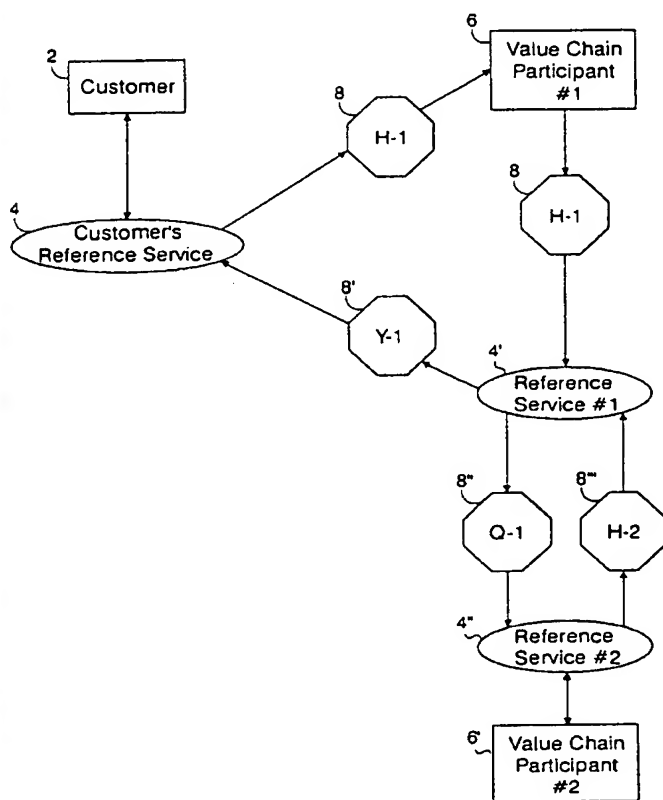 6
Value Chain
Participant
#1
2
Customer
8
H-1
8
H-1
4
Customer's
Reference Service
8'
Y-1
4'
Reference
Service #1
8"
Q-1
8"'
H-2
4"
Reference
Service #2
6'
Value Chain
Participant
#2